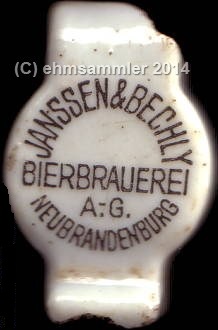 (C) ehmsammler 2014
JANSSEN & BECHLY
BIERBRAUEREI
A.-G.
NEUBRANDENBURG